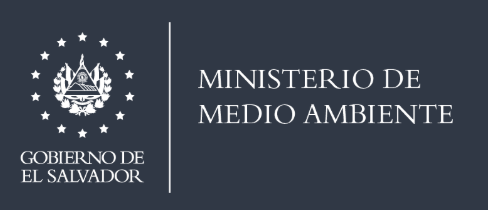 GOBIERNO DE
EL SALVADOR
MINISTERIO DE
MEDIO AMBIENTE